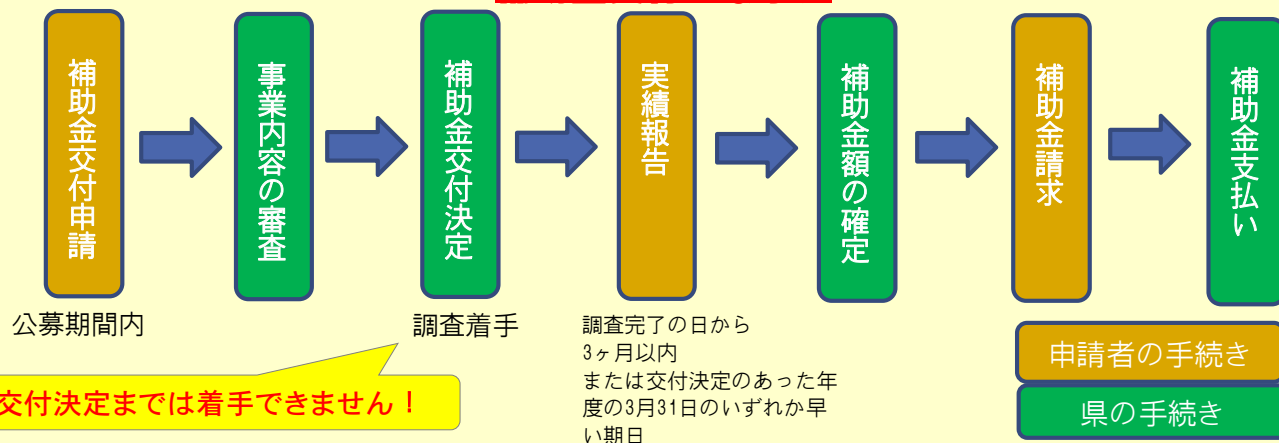 補助金交付申請
事業内容の審査
補助金交付決定
実績報告
補助金額の確定
補助金請求
補助金支払い
公募期間内
調査着手
調査完了の日から
3ヶ月以内
または交付決定のあった年
度の3月31日のいずれか早
い期日
交付決定までは着手できません！
申請者の手続き
県の手続き